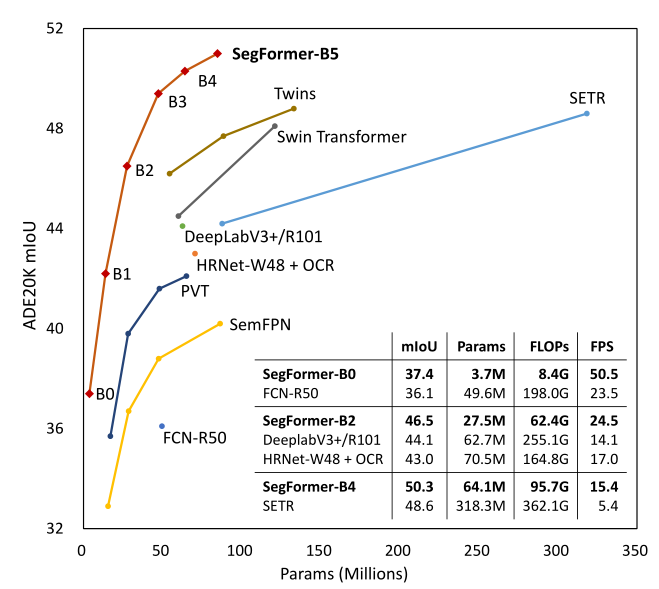 52
48
44
40
36
32
ADE20K mIoU
SegFormer-B5
B4
B3
B2
B1
B0
Twins
Swin Transformer
SETR
DeepLabV3+/R101
HRNet-W48 + OCR
PVT
SemFPN
FCN-R50
mIoU Params FLOPs FPS
SegFormer-B0 37.4 3.7M 8.4G 50.5
FCN-R50 36.1 49.6M 198.0G 23.5
SegFormer-B2 46.5 27.5M 62.4G 24.5
DeeplabV3+/R101 44.1 62.7M 255.1G 14.1
HRNet-W48 + OCR 43.0 70.5M 164.8G 17.0
SegFormer-B4 50.3 64.1M 95.7G 15.4
SETR 48.6 318.3M 362.1G 5.4
0 50 100 150 200 250 300 350
Params (Millions)